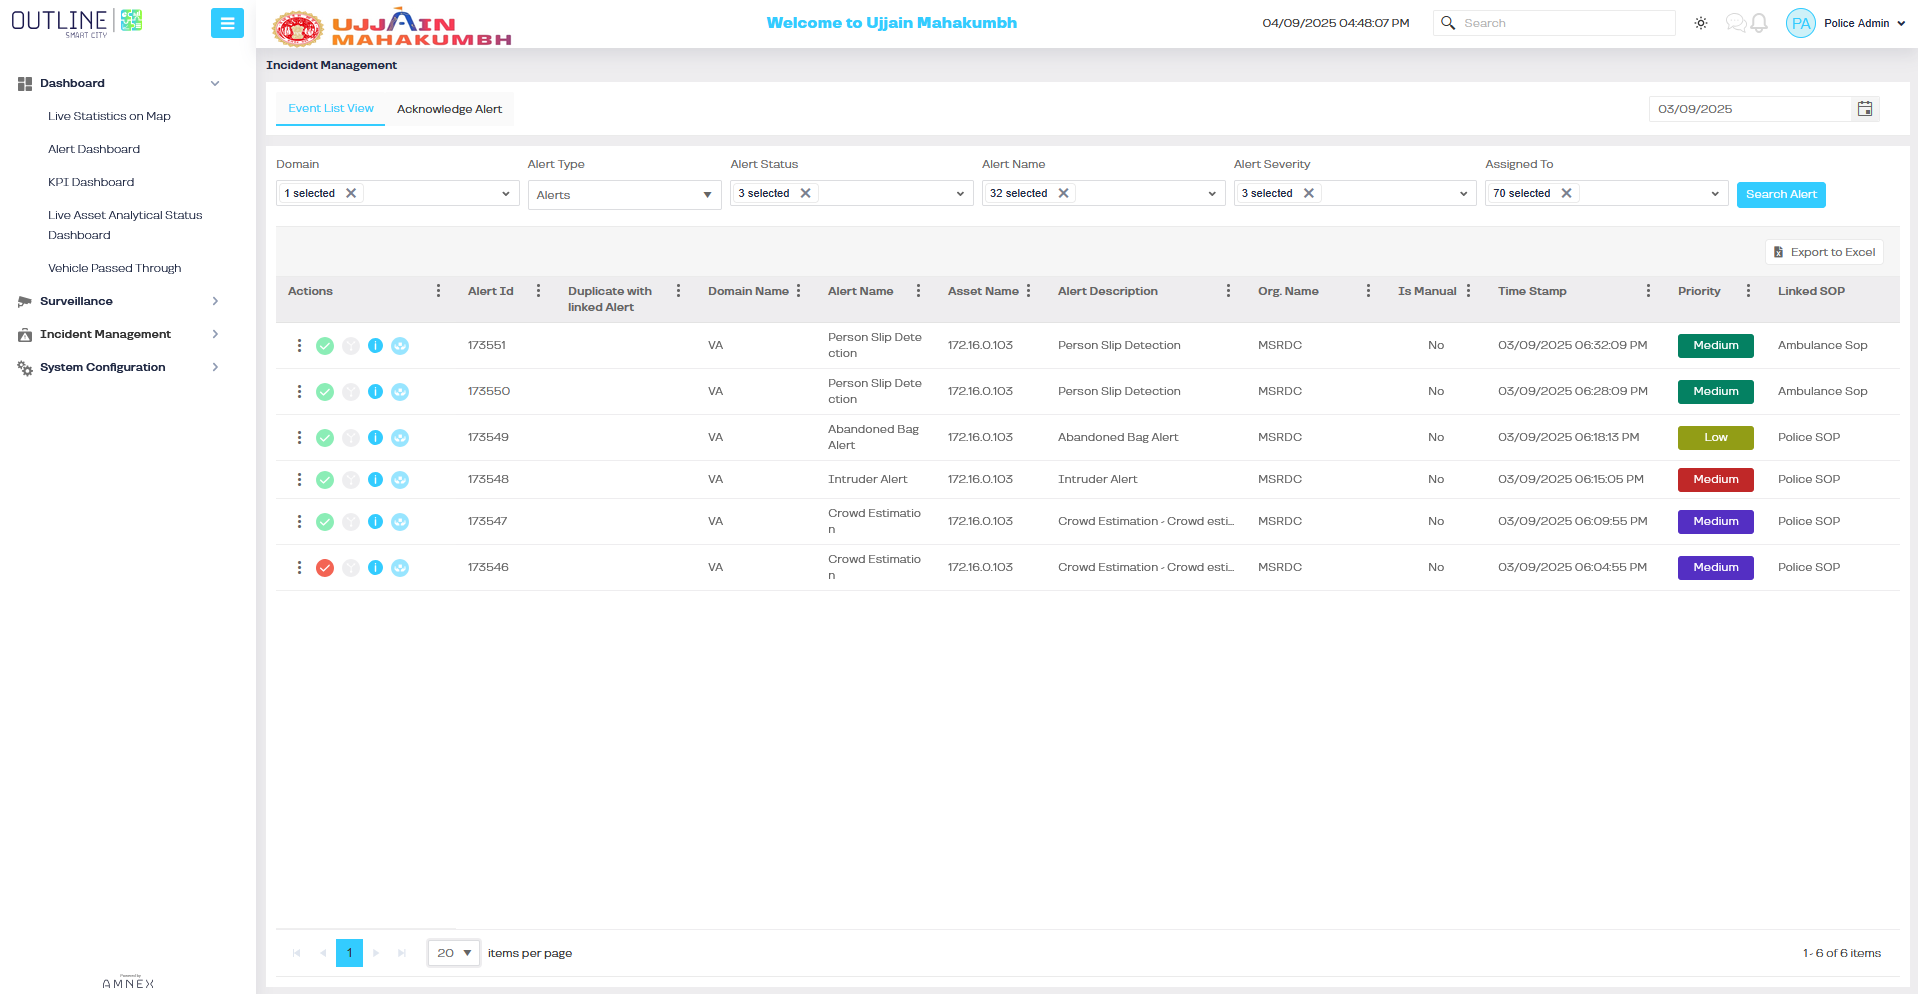 OUTLINE
SMART CITY
UJJAIN
MAHAKUMBH
Welcome to Ujjain Mahakumbh
04/09/2025 04:48:07 PM
Search
PA
Police Admin
Dashboard
Live Statistics on Map
Alert Dashboard
KPI Dashboard
Live Asset Analytical Status
Dashboard
Vehicle Passed Through
Surveillance
Incident Management
System Configuration
Powered by
AMNEX
Incident Management
Event List View
Acknowledge Alert
03/09/2025
Domain
Alert Type
Alert Status
Alert Name
Alert Severity
Assigned To
1 selected
Alerts
3 selected
32 selected
3 selected
70 selected
Search Alert
Export to Excel
Actions
Alert Id
Duplicate with
linked Alert
Domain Name
Alert Name
Asset Name
Alert Description
Org. Name
Is Manual
Time Stamp
Priority
Linked SOP
173551 VA Person Slip Dete 172.16.0.103 Person Slip Detection MSRDC No 03/09/2025 06:32:09 PM Medium Ambulance Sop
ction
173550 VA Person Slip Dete 172.16.0.103 Person Slip Detection MSRDC No 03/09/2025 06:28:09 PM Medium Ambulance Sop
ction
173549 VA Abandoned Bag 172.16.0.103 Abandoned Bag Alert MSRDC No 03/09/2025 06:18:13 PM Low Police SOP
Alert
173548 VA Intruder Alert 172.16.0.103 Intruder Alert MSRDC No 03/09/2025 06:15:05 PM Medium Police SOP
173547 VA Crowd Estimatio 172.16.0.103 Crowd Estimation - Crowd esti... MSRDC No 03/09/2025 06:09:55 PM Medium Police SOP
n
173546 VA Crowd Estimatio 172.16.0.103 Crowd Estimation - Crowd esti... MSRDC No 03/09/2025 06:04:55 PM Medium Police SOP
n
1
20
items per page
1 - 6 of 6 items